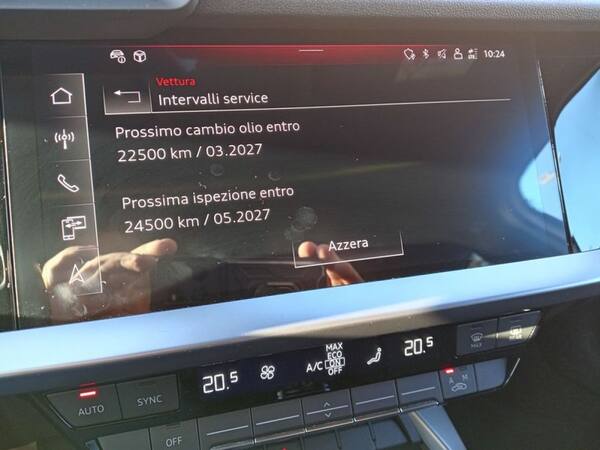 10:24
Vettura
Intervalli service
Prossimo cambio olio entro
22500 km / 03.2027
Prossima ispezione entro
24500 km / 05.2027
Azzera
MAX
ECO
A/C ON
OFF
20.5
20.5
AUTO
SYNC
OFF
MAX
A M